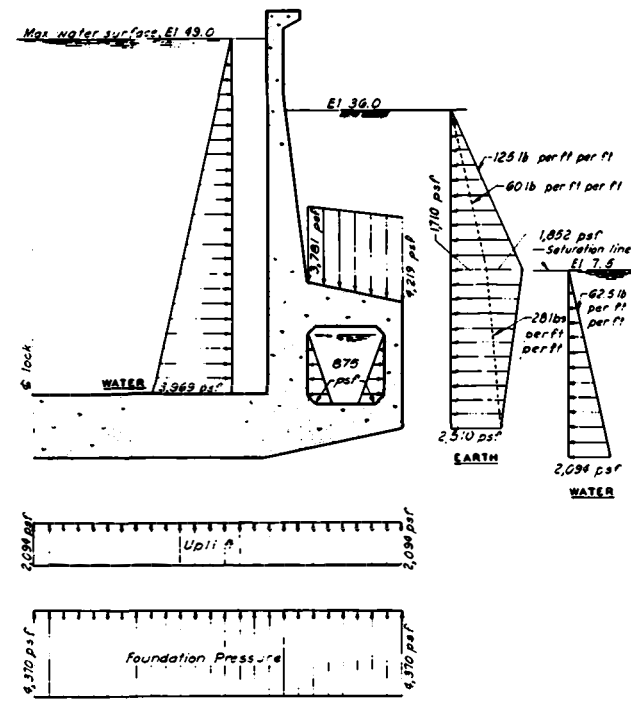 Max water surface, El 49.0
El 36.0
125 lb per ft per ft
60 lb per ft per ft
1,710 psf
1,852 psf
Saturation line
El 7.5
62.5 lb
per ft
per ft
28 lbs
per ft
per ft
3,781 psf
4,219 psf
875
psf
₵ lock
WATER
3,969 psf
2,510 psf
EARTH
2,094 psf
WATER
2,094 psf
Uplift
2,094 psf
4,370 psf
Foundation Pressure
4,370 psf